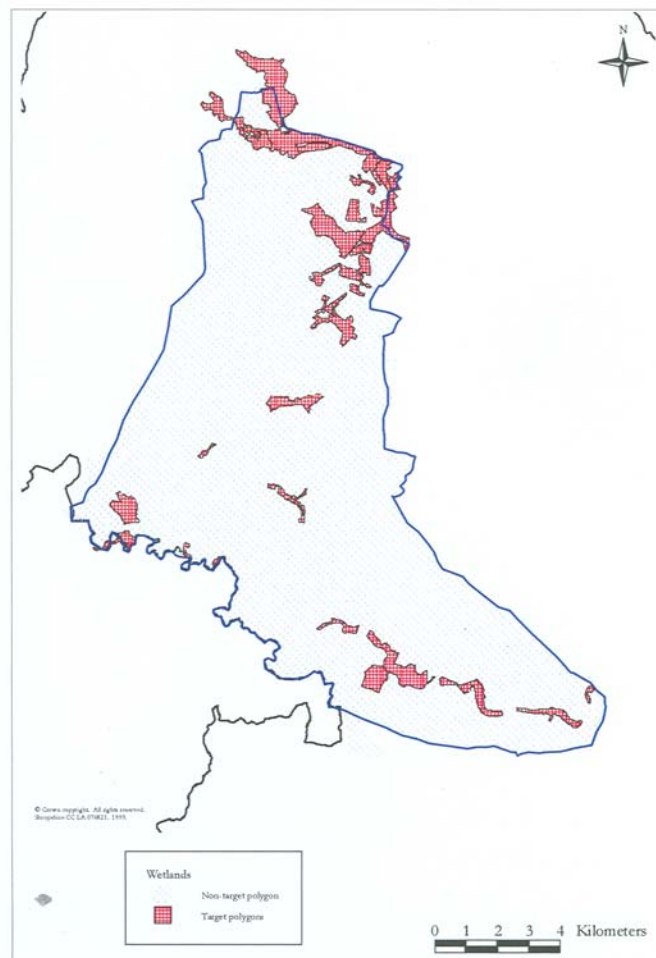 N
© Crown copyright. All rights reserved.
Shropshire CC LA 076821. 1999.
Wetlands
Non-target polygon
Target polygons
0 1 2 3 4 Kilometers